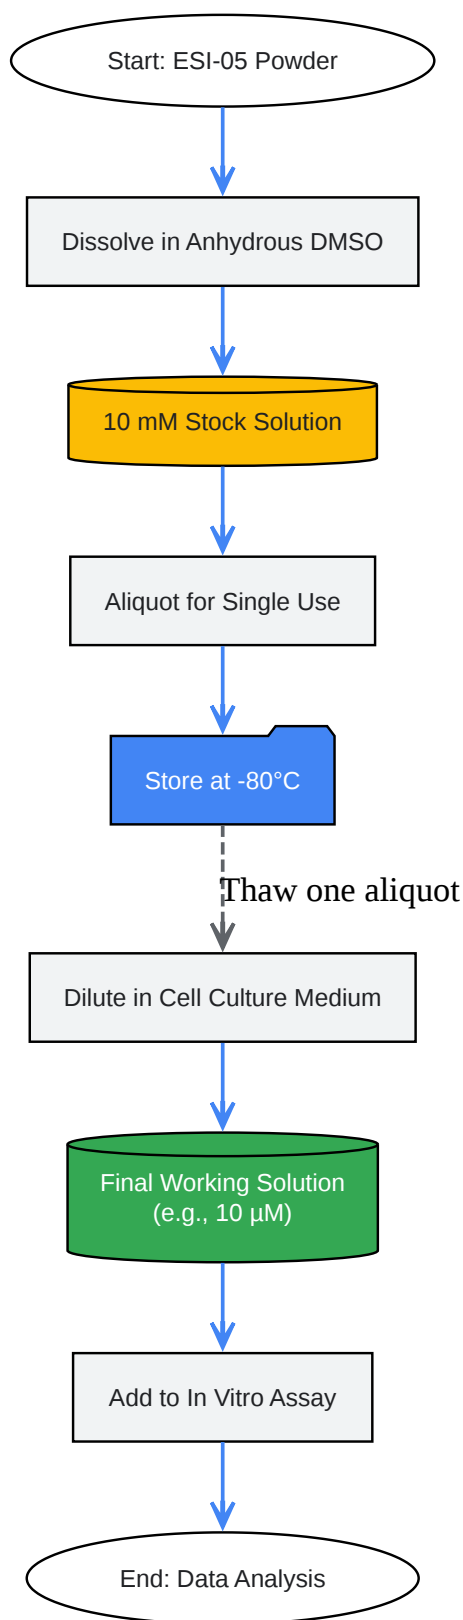 Start: ESI-05 Powder
Dissolve in Anhydrous DMSO
10 mM Stock Solution
Aliquot for Single Use
Store at -80°C
Thaw one aliquot
Dilute in Cell Culture Medium
Final Working Solution
(e.g., 10 µM)
Add to In Vitro Assay
End: Data Analysis